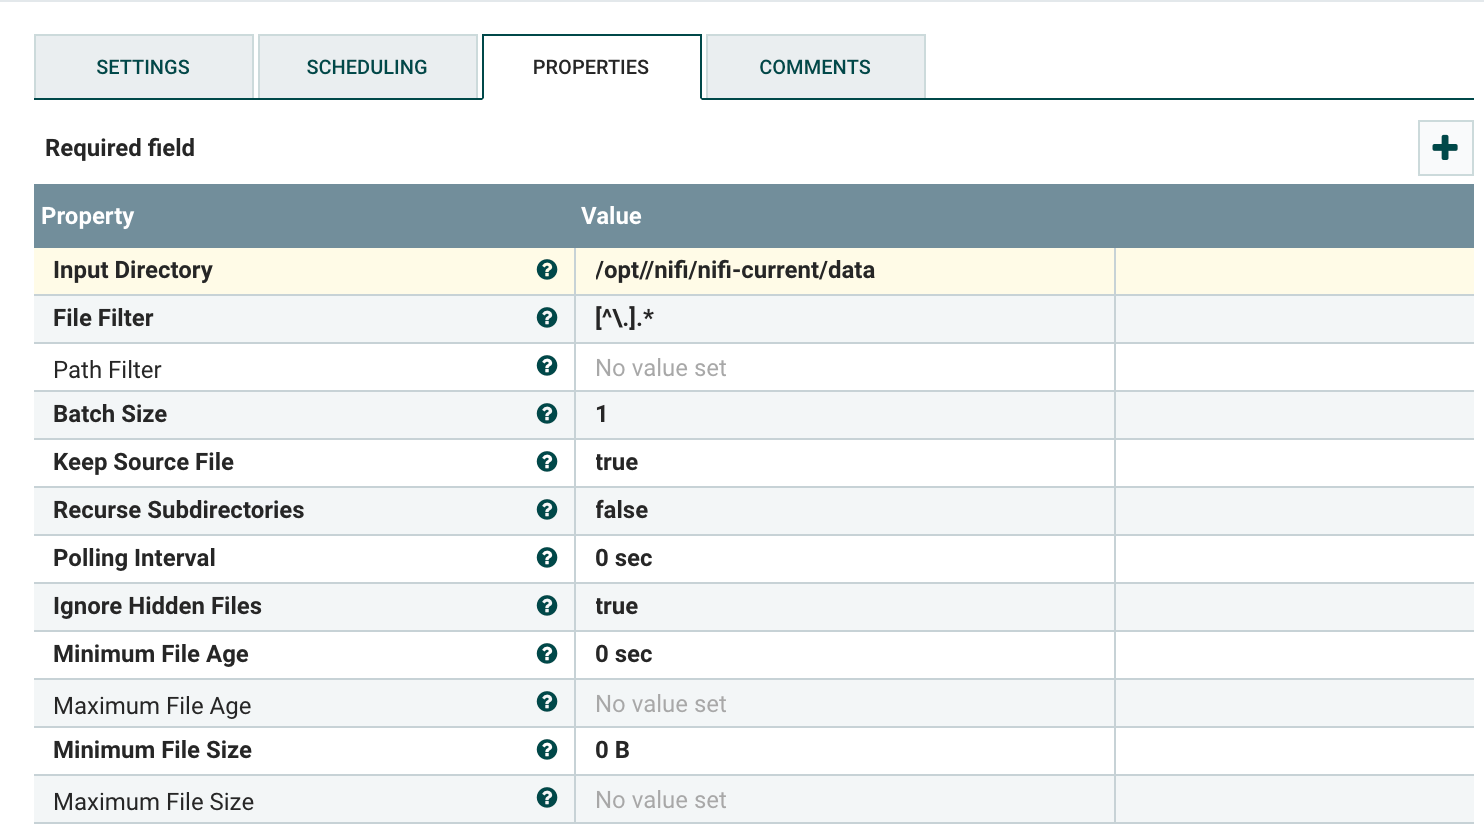 SETTINGS SCHEDULING PROPERTIES COMMENTS
Required field
Property Value
Input Directory /opt//nifi/nifi-current/data
File Filter [^\.].*
Path Filter No value set
Batch Size 1
Keep Source File true
Recurse Subdirectories false
Polling Interval 0 sec
Ignore Hidden Files true
Minimum File Age 0 sec
Maximum File Age No value set
Minimum File Size 0 B
Maximum File Size No value set